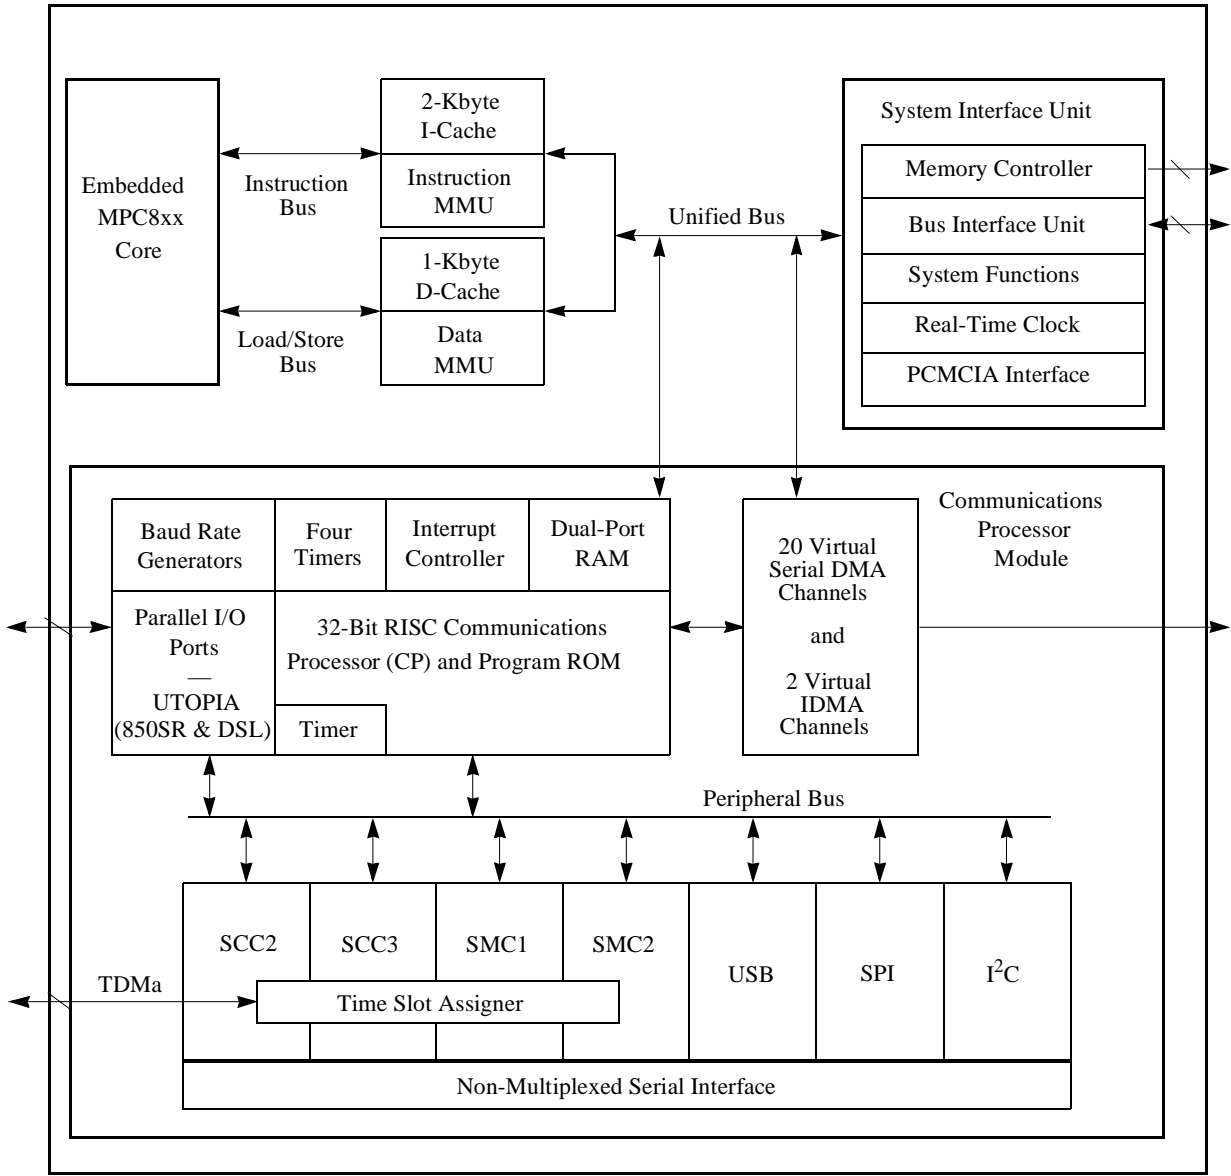 2-Kbyte
I-Cache
Instruction
MMU
Embedded
MPC8xx
Core
Instruction
Bus
Load/Store
Bus
1-Kbyte
D-Cache
Data
MMU
Unified Bus
System Interface Unit
Memory Controller
Bus Interface Unit
System Functions
Real-Time Clock
PCMCIA Interface
Communications
Processor
Module
Baud Rate
Generators
Four
Timers
Interrupt
Controller
Dual-Port
RAM
Parallel I/O
Ports
—
UTOPIA
(850SR & DSL)
32-Bit RISC Communications
Processor (CP) and Program ROM
Timer
20 Virtual
Serial DMA
Channels
and
2 Virtual
IDMA
Channels
Peripheral Bus
SCC2
SCC3
SMC1
SMC2
USB
SPI
I²C
TDMa
Time Slot Assigner
Non-Multiplexed Serial Interface